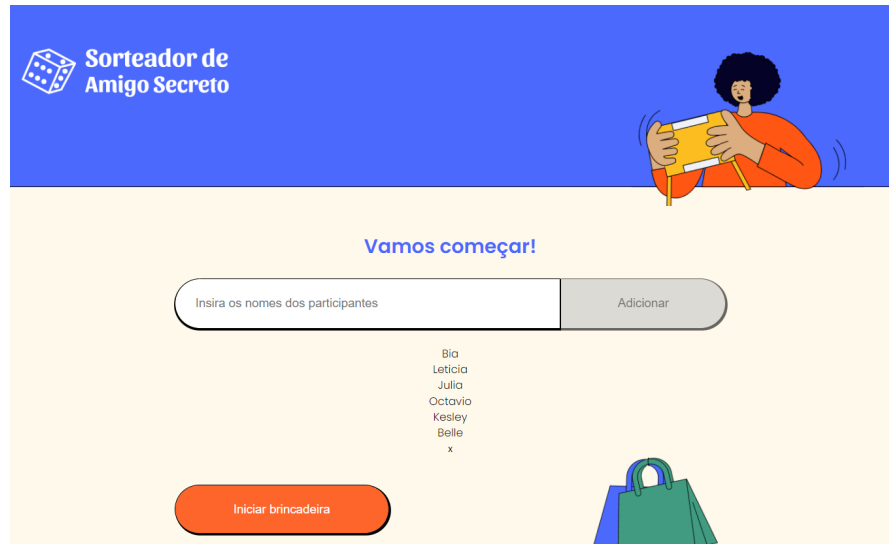 Sorteador de
Amigo Secreto
Vamos começar!
Insira os nomes dos participantes
Adicionar
Bia
Leticia
Julia
Octavio
Kesley
Belle
x
Iniciar brincadeira